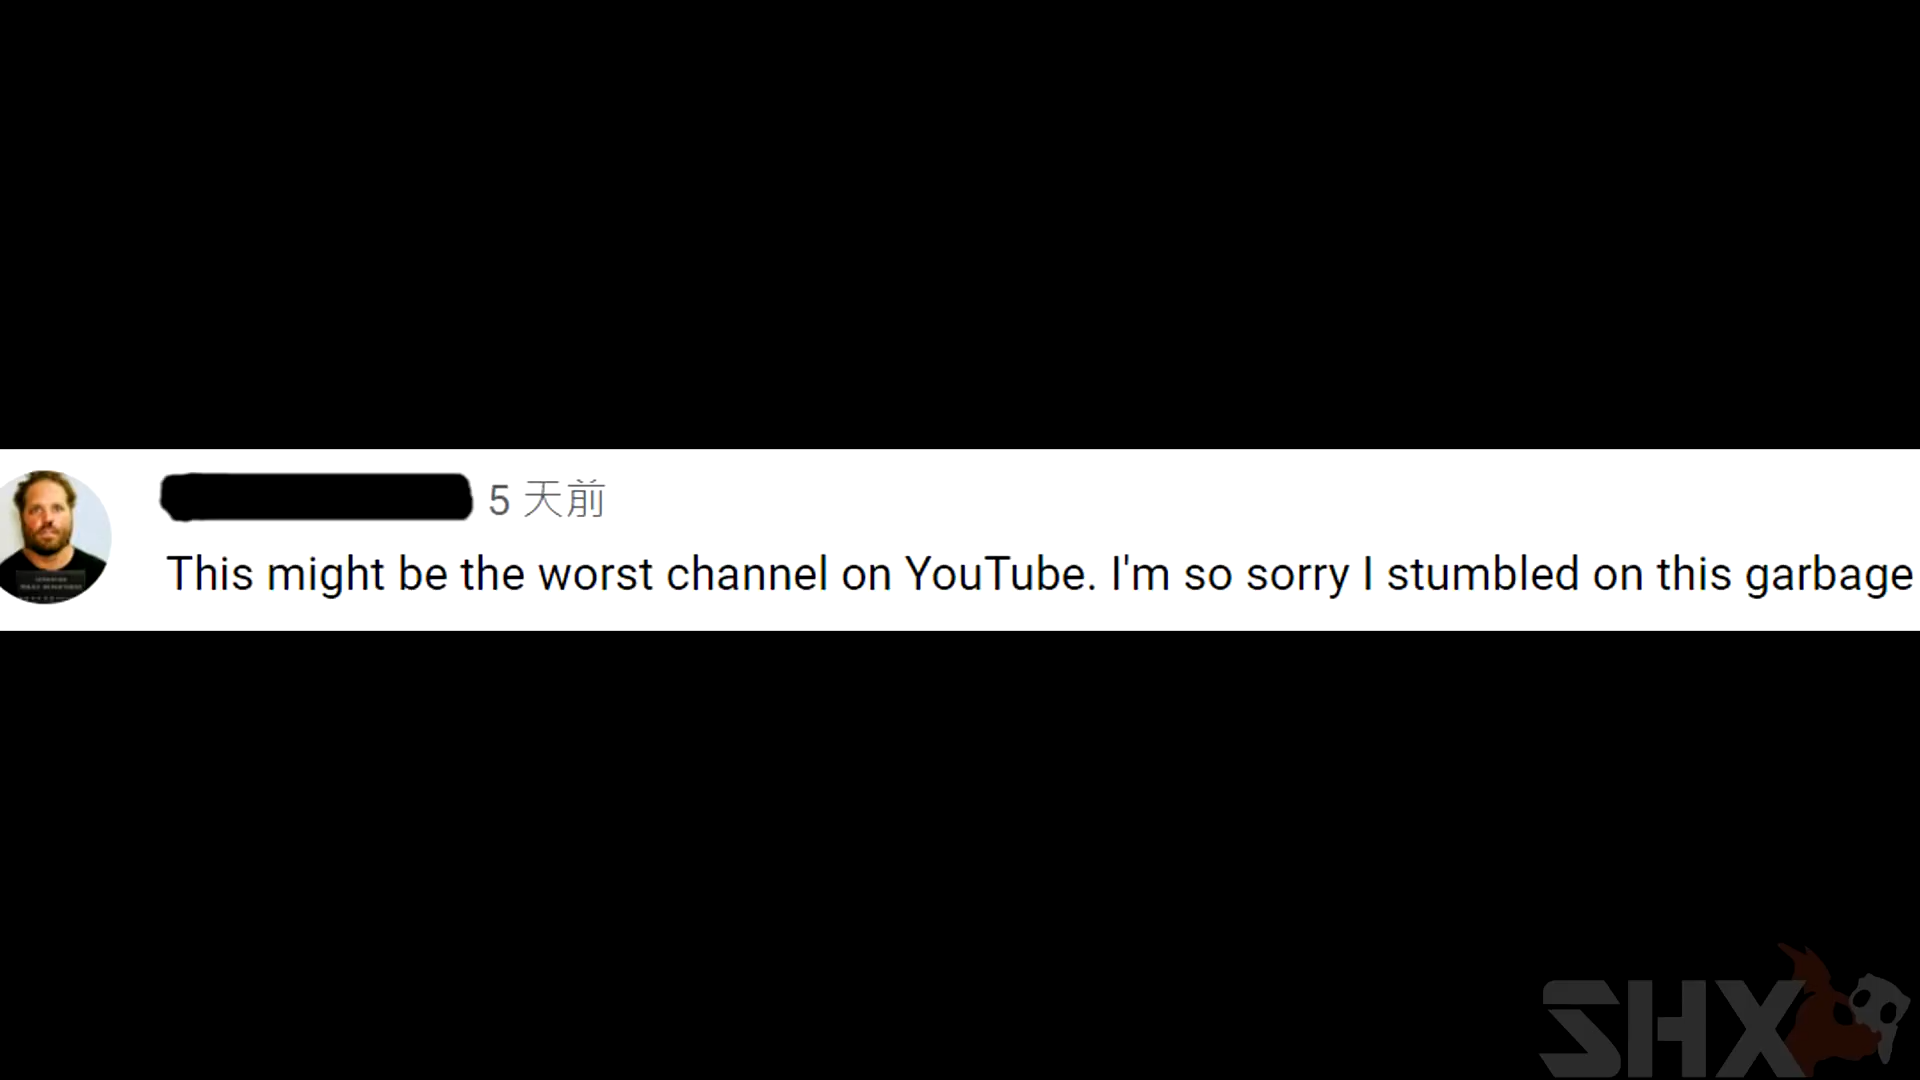 5 天前
This might be the worst channel on YouTube. I'm so sorry I stumbled on this garbage
SHX